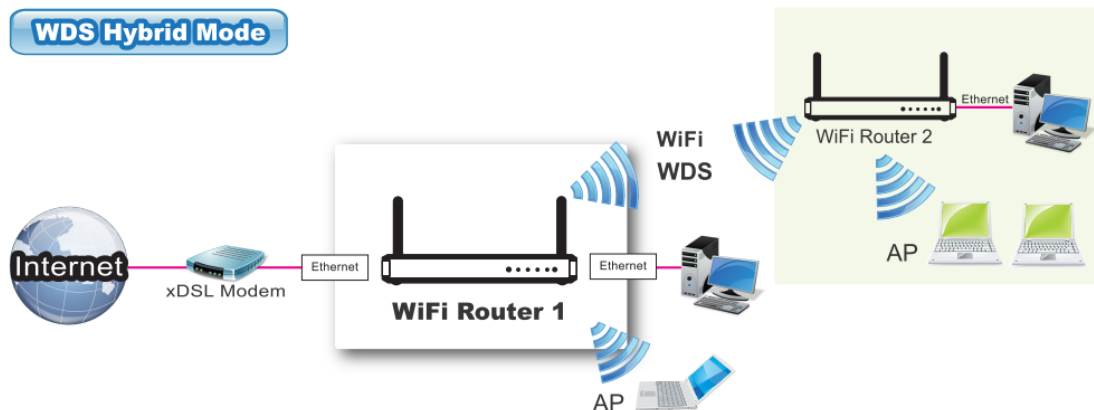 WDS Hybrid Mode
Ethernet
WiFi Router 2
WiFi
WDS
AP
Internet
xDSL Modem
Ethernet
Ethernet
WiFi Router 1
AP